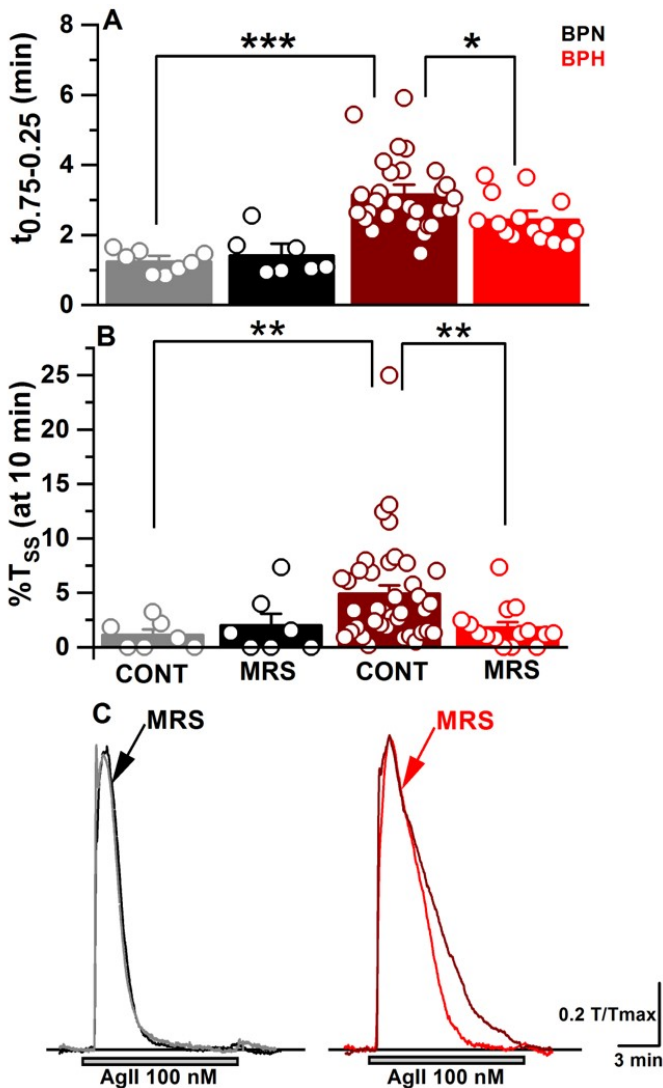 A
BPN
BPH
***
*
t0.75-0.25 (min)
8
6
4
2
0
B
**
**
%TSS (at 10 min)
25
20
15
10
5
0
CONT MRS CONT MRS
C
MRS MRS
0.2 T/Tmax
3 min
AgII 100 nM AgII 100 nM